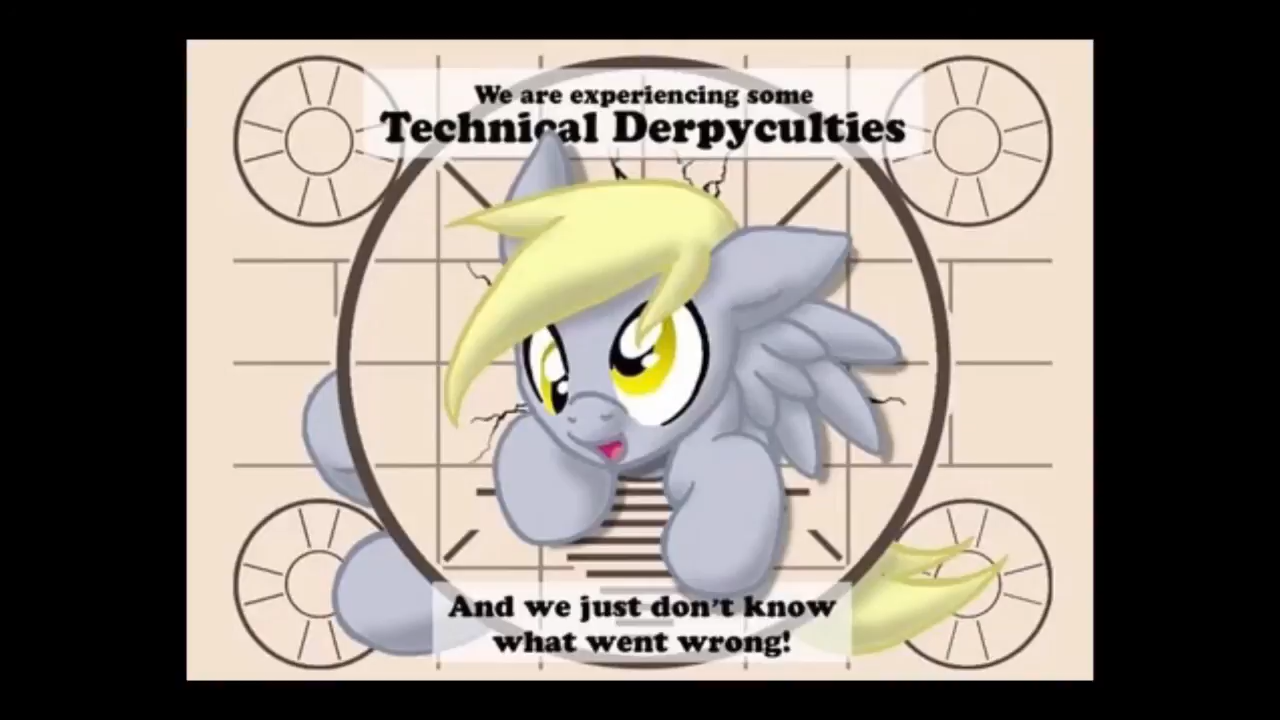 We are experiencing some
Technical Derpyculties
And we just don't know
what went wrong!